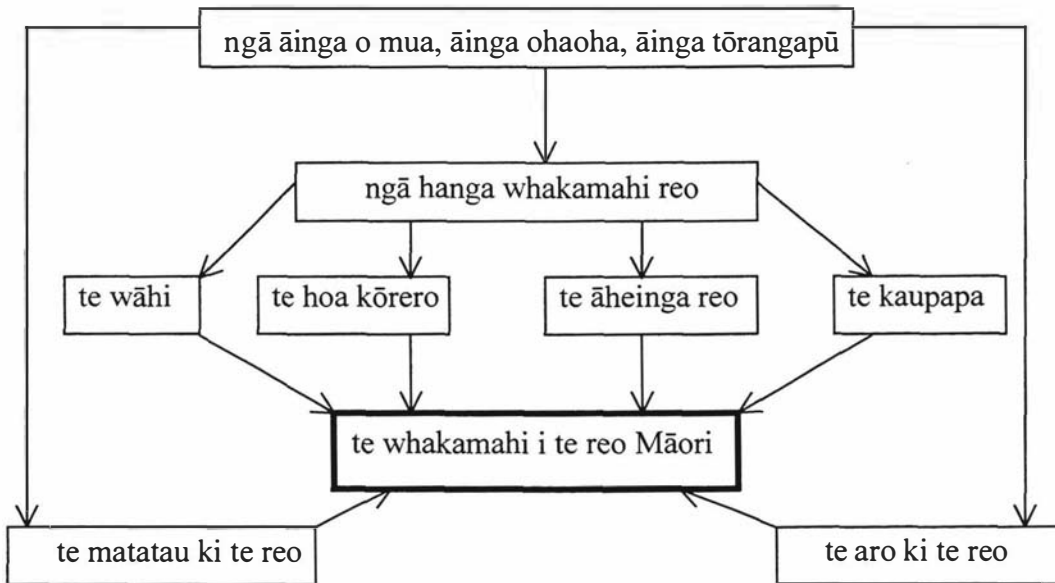 ngā āinga o mua, āinga ohaoha, āinga tōrangapū
ngā hanga whakamahi reo
te wāhi
te hoa kōrero
te āheinga reo
te kaupapa
te whakamahi i te reo Māori
te matatau ki te reo
te aro ki te reo